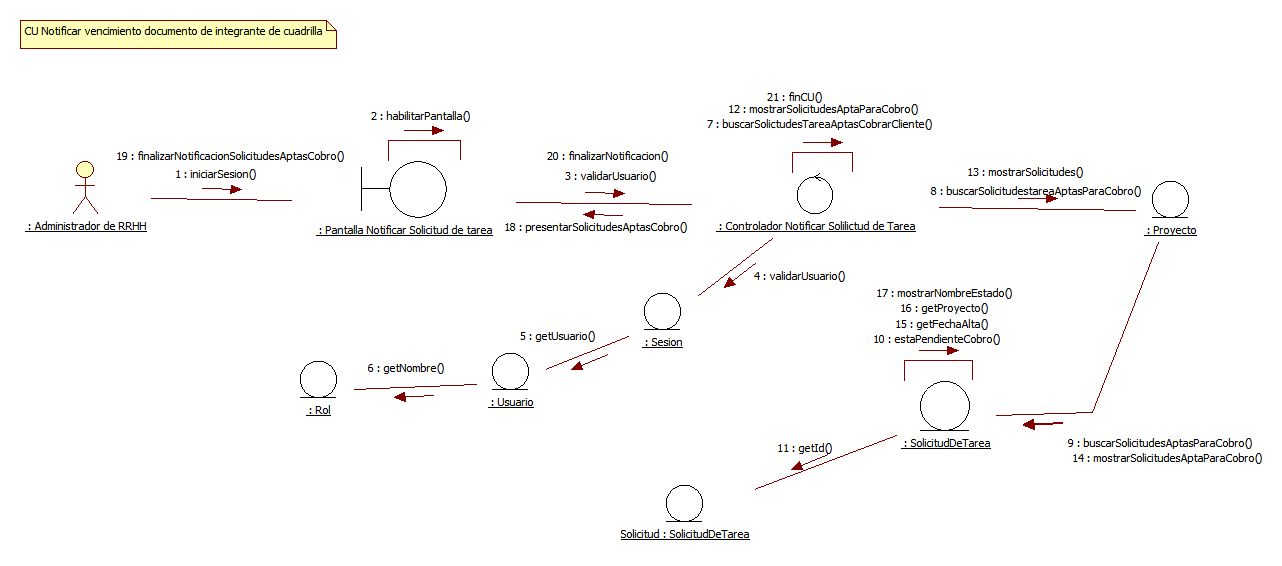 CU Notificar vencimiento documento de integrante de cuadrilla
21 : finCU()
12 : mostrarSolicitudesAptaParaCobro()
7 : buscarSolictudesTareaAptasCobrarCliente()
2 : habilitarPantalla()
19 : finalizarNotificacionSolicitudesAptasCobro()
1 : iniciarSesion()
20 : finalizarNotificacion()
3 : validarUsuario()
18 : presentarSolicitudesAptasCobro()
13 : mostrarSolicitudes()
8 : buscarSolicitudestareaAptasParaCobro()
: Administrador de RRHH
: Pantalla Notificar Solicitud de tarea
: Controlador Notificar Solilictud de Tarea
: Proyecto
4 : validarUsuario()
17 : mostrarNombreEstado()
16 : getProyecto()
15 : getFechaAlta()
10 : estaPendienteCobro()
5 : getUsuario()
: Sesion
6 : getNombre()
: Usuario
: Rol
: SolicitudDeTarea
9 : buscarSolicitudesAptasParaCobro()
14 : mostrarSolicitudesAptaParaCobro()
11 : getId()
Solicitud : SolicitudDeTarea